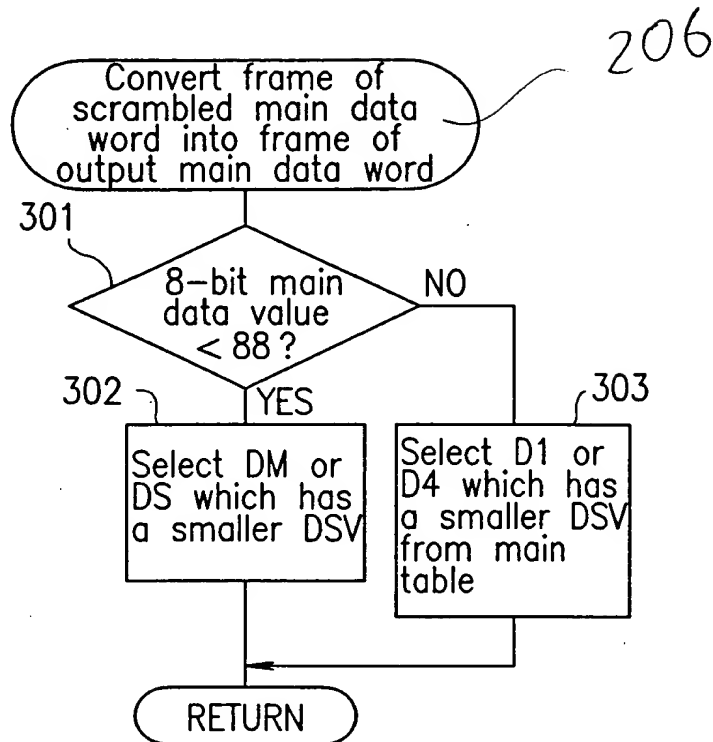 206
Convert frame of
scrambled main data
word into frame of
output main data word
301
8-bit main
data value
< 88 ?
NO
YES
302
Select DM or
DS which has
a smaller DSV
303
Select D1 or
D4 which has
a smaller DSV
from main
table
RETURN